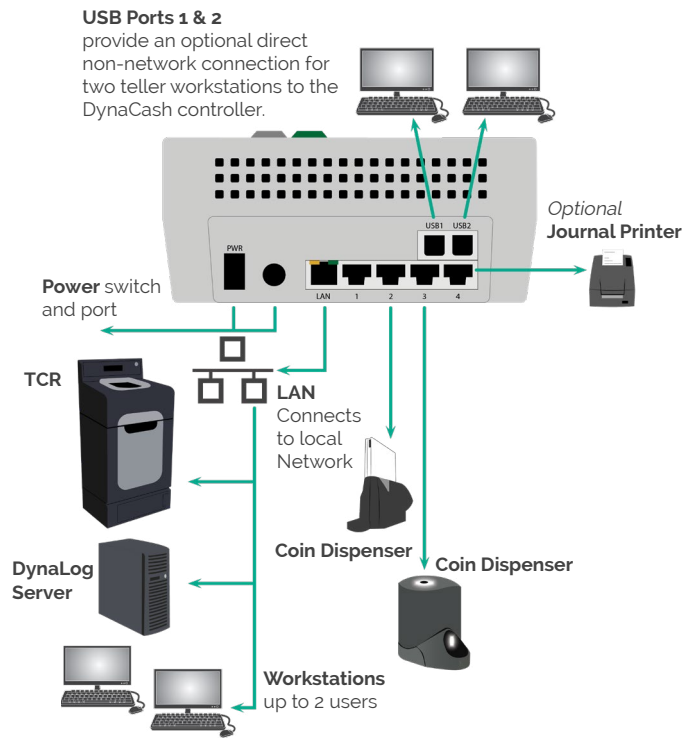 USB Ports 1 & 2
provide an optional direct
non-network connection for
two teller workstations to the
DynaCash controller.
Optional
Journal Printer
USB1 USB2
PWR
LAN 1 2 3 4
Power switch
and port
TCR
LAN
Connects
to local
Network
Coin Dispenser
Coin Dispenser
DynaLog
Server
Workstations
up to 2 users